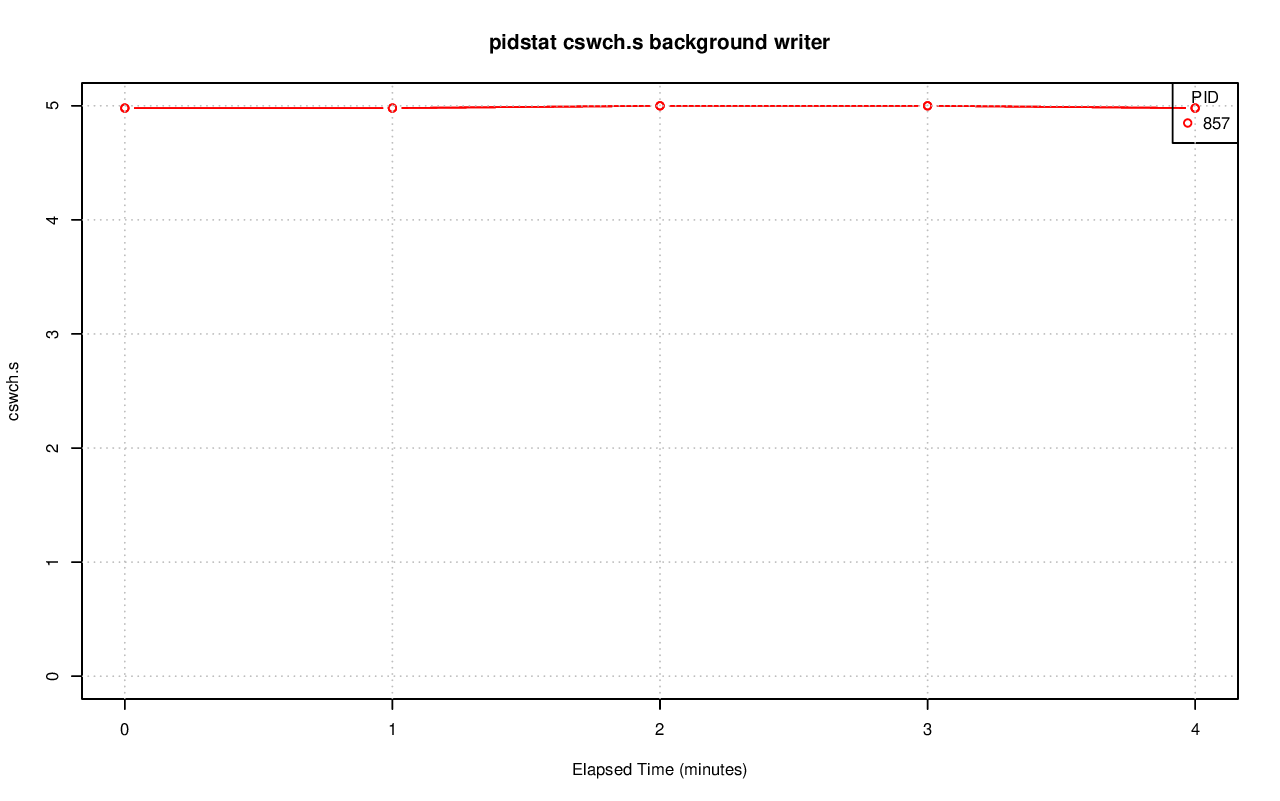 pidstat cswch.s background writer
PID
857
5
4
3
2
1
0
cswch.s
0 1 2 3 4
Elapsed Time (minutes)